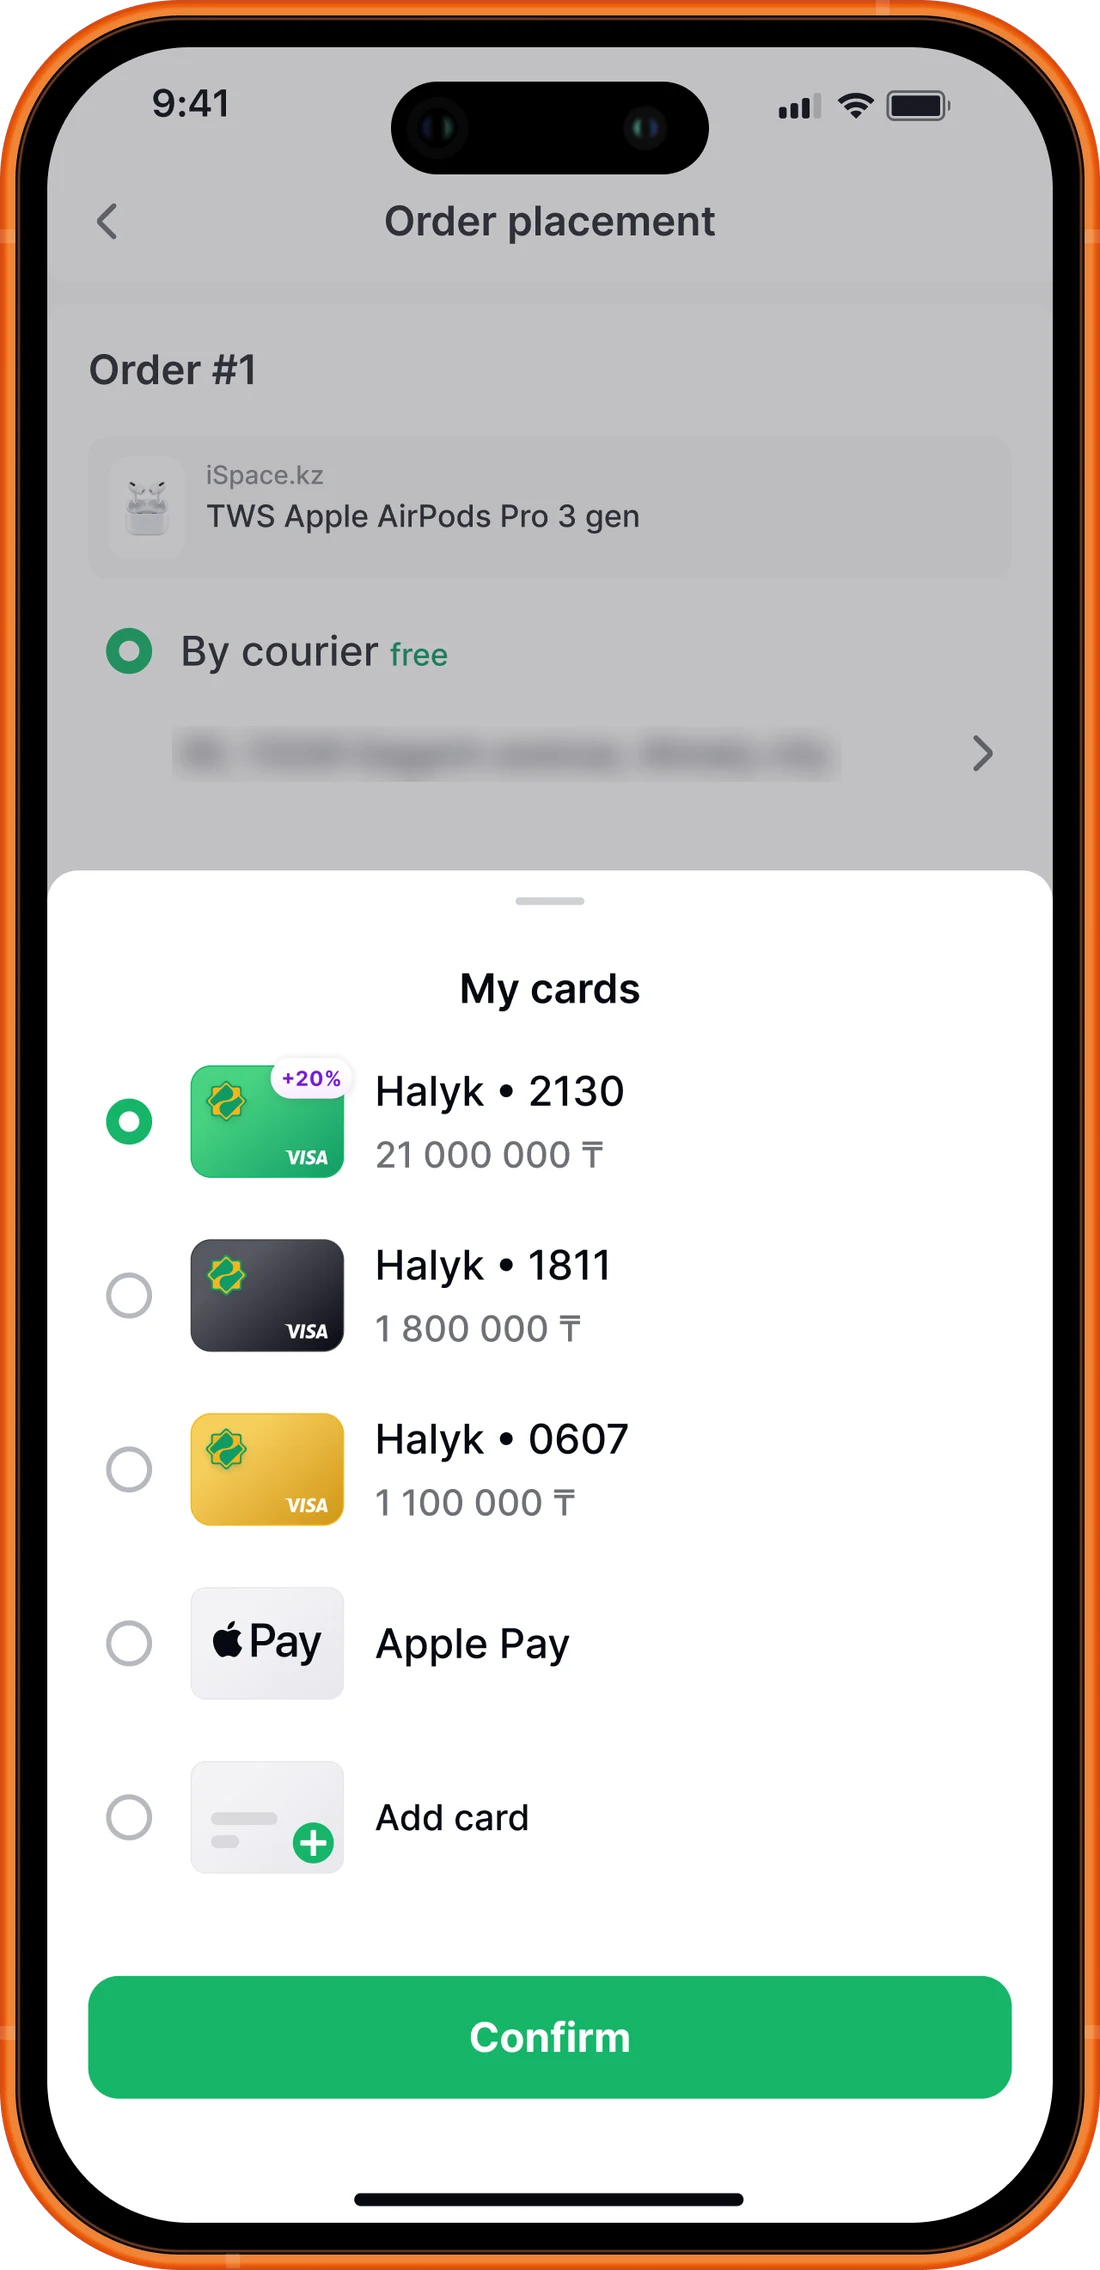 9:41
Order placement
Order #1
iSpace.kz
TWS Apple AirPods Pro 3 gen
By courier free
My cards
+20%
VISA
Halyk • 2130
21 000 000 ₸
VISA
Halyk • 1811
1 800 000 ₸
VISA
Halyk • 0607
1 100 000 ₸
Pay
Apple Pay
Add card
Confirm